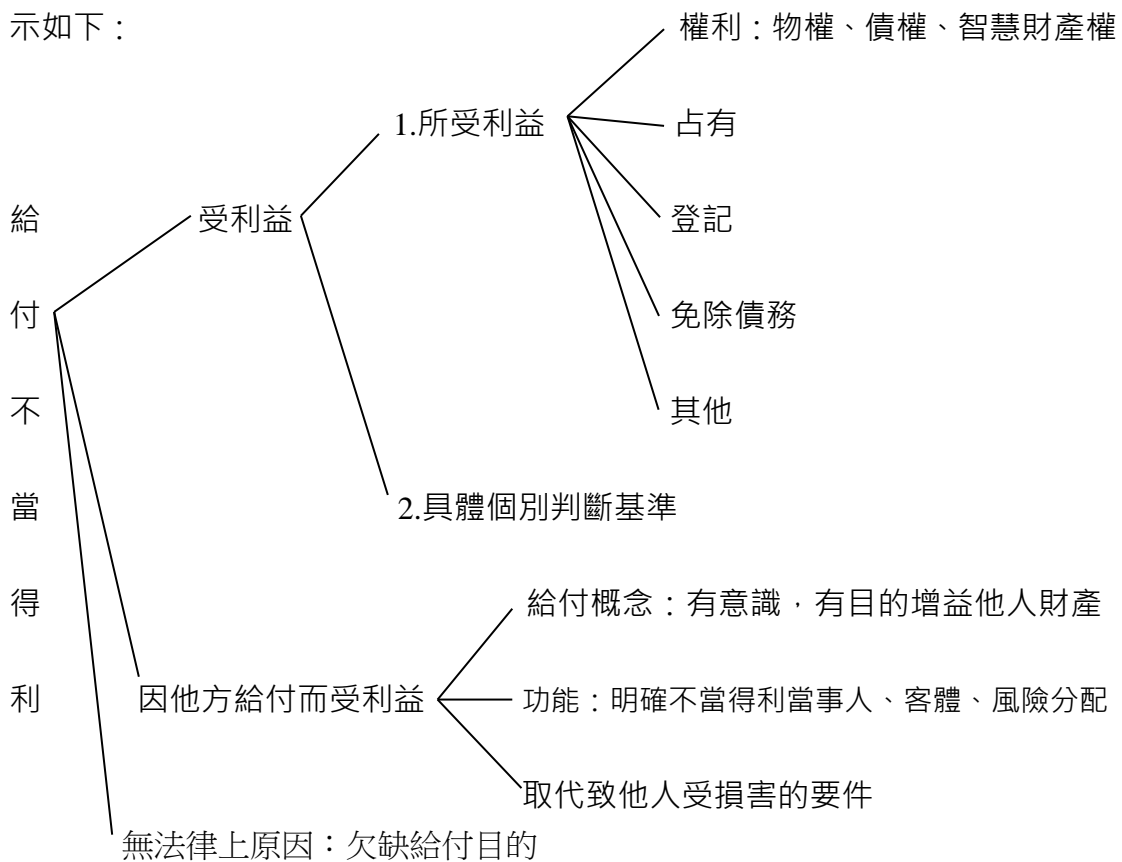 示如下：
權利：物權、債權、智慧財產權
1.所受利益
占有
給付不當得利
受利益
登記
免除債務
其他
2.具體個別判斷基準
給付概念：有意識，有目的增益他人財產
因他方給付而受利益
功能：明確不當得利當事人、客體、風險分配
取代致他人受損害的要件
無法律上原因：欠缺給付目的